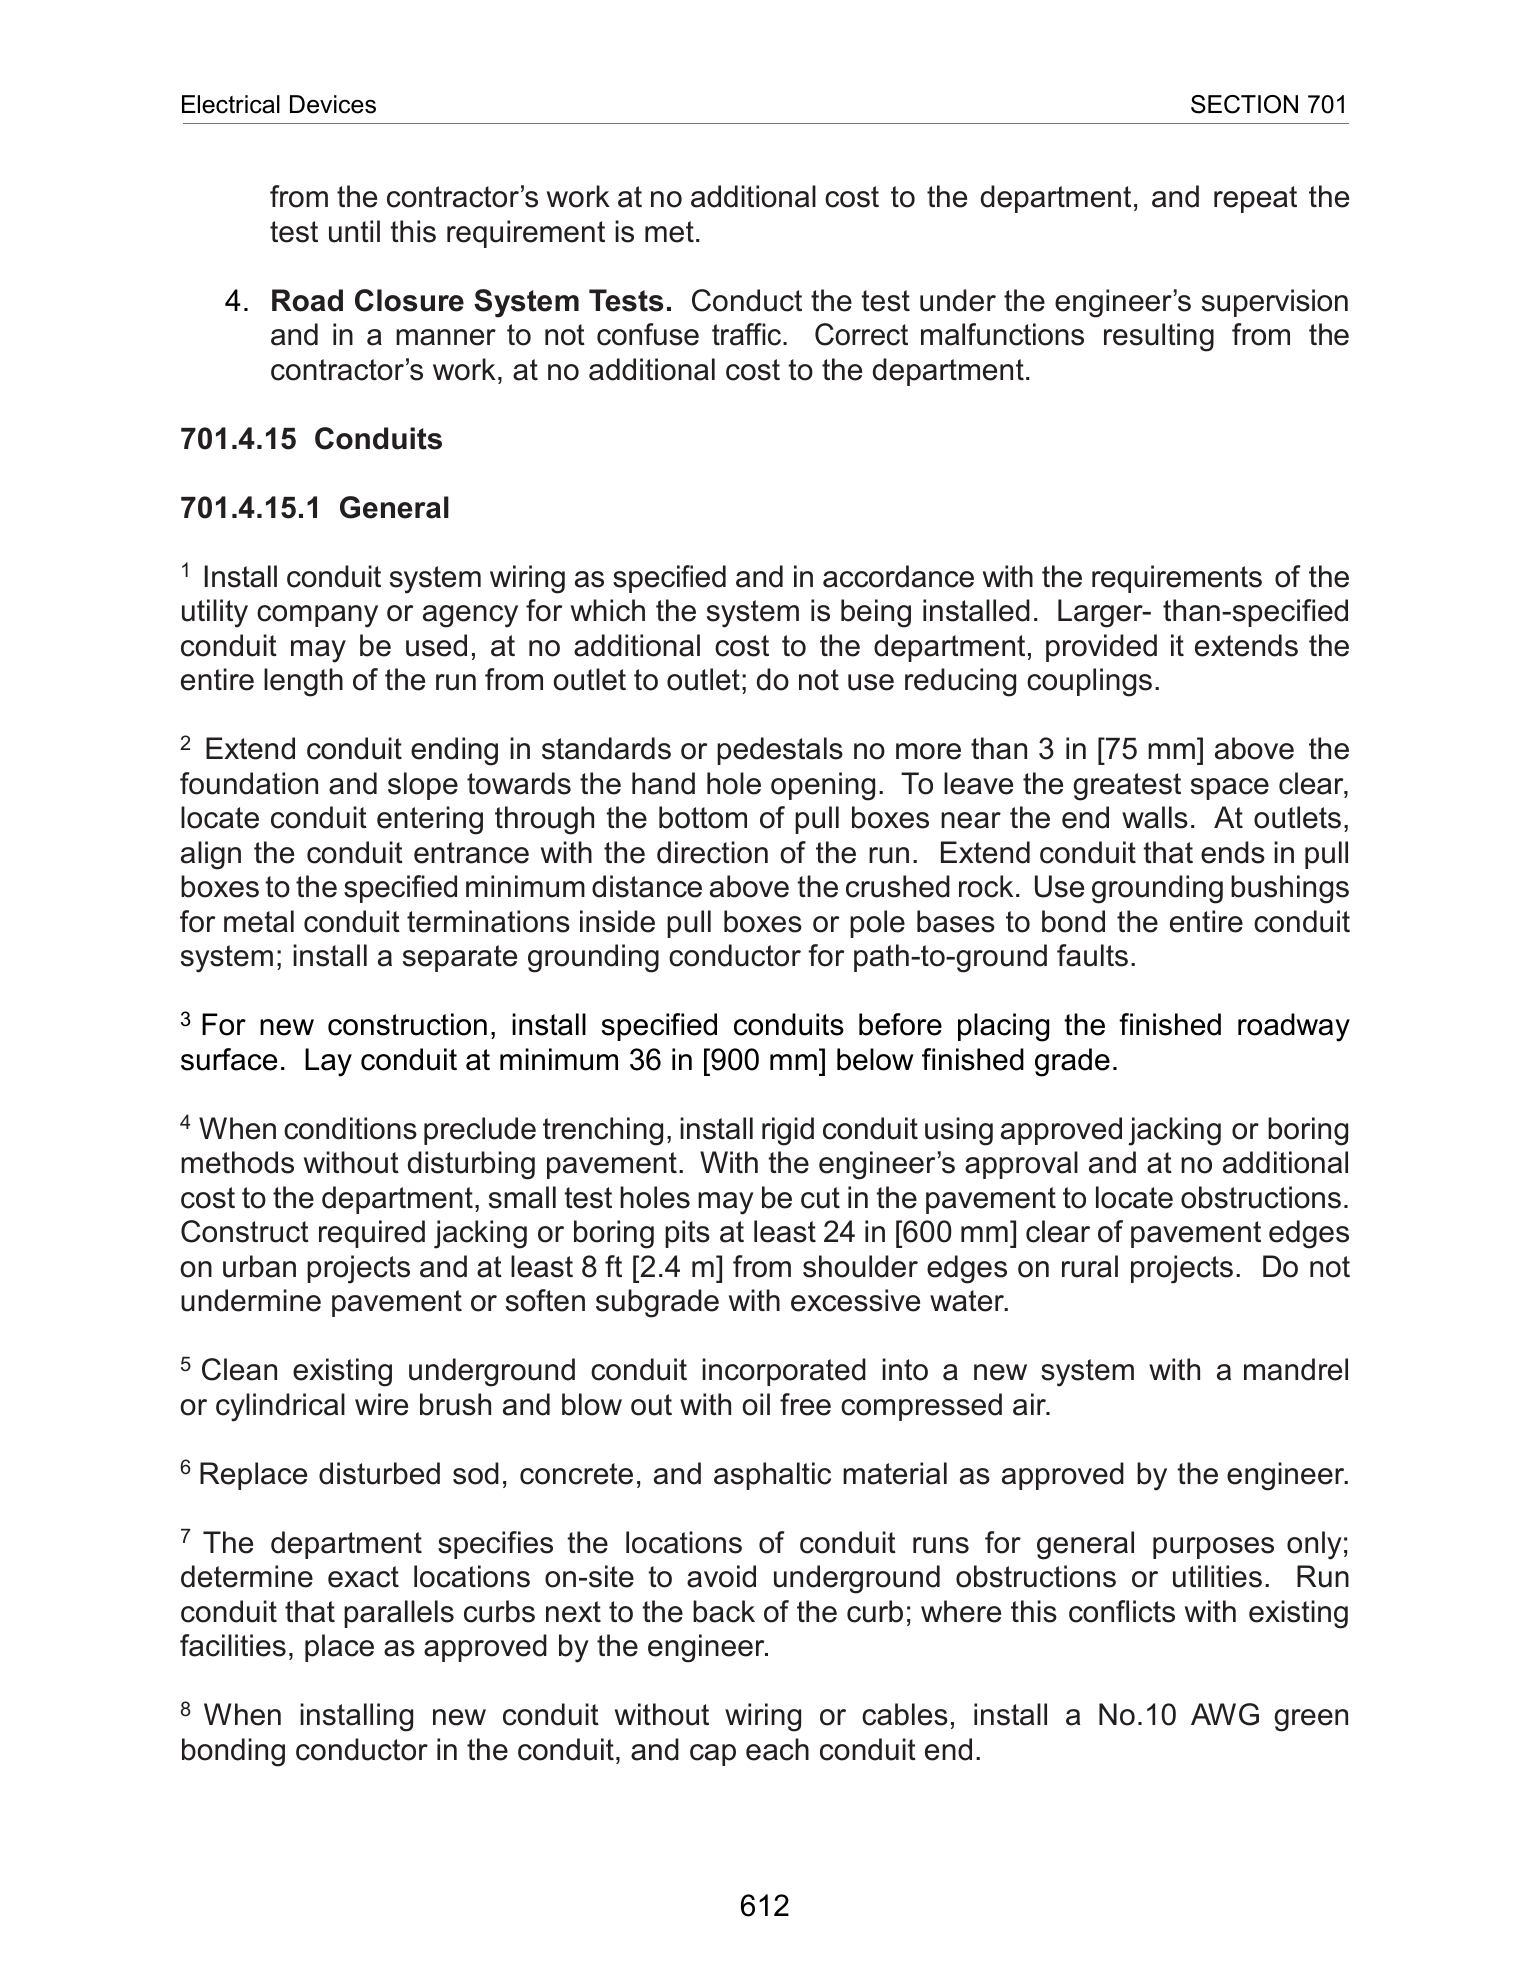 Electrical Devices SECTION 701
from the contractor’s work at no additional cost to the department, and repeat the
test until this requirement is met.
4. Road Closure System Tests. Conduct the test under the engineer’s supervision
and in a manner to not confuse traffic. Correct malfunctions resulting from the
contractor’s work, at no additional cost to the department.
701.4.15 Conduits
701.4.15.1 General
1 Install conduit system wiring as specified and in accordance with the requirements of the
utility company or agency for which the system is being installed. Larger- than-specified
conduit may be used, at no additional cost to the department, provided it extends the
entire length of the run from outlet to outlet; do not use reducing couplings.
2 Extend conduit ending in standards or pedestals no more than 3 in [75 mm] above the
foundation and slope towards the hand hole opening. To leave the greatest space clear,
locate conduit entering through the bottom of pull boxes near the end walls. At outlets,
align the conduit entrance with the direction of the run. Extend conduit that ends in pull
boxes to the specified minimum distance above the crushed rock. Use grounding bushings
for metal conduit terminations inside pull boxes or pole bases to bond the entire conduit
system; install a separate grounding conductor for path-to-ground faults.
3 For new construction, install specified conduits before placing the finished roadway
surface. Lay conduit at minimum 36 in [900 mm] below finished grade.
4 When conditions preclude trenching, install rigid conduit using approved jacking or boring
methods without disturbing pavement. With the engineer’s approval and at no additional
cost to the department, small test holes may be cut in the pavement to locate obstructions.
Construct required jacking or boring pits at least 24 in [600 mm] clear of pavement edges
on urban projects and at least 8 ft [2.4 m] from shoulder edges on rural projects. Do not
undermine pavement or soften subgrade with excessive water.
5 Clean existing underground conduit incorporated into a new system with a mandrel
or cylindrical wire brush and blow out with oil free compressed air.
6 Replace disturbed sod, concrete, and asphaltic material as approved by the engineer.
7 The department specifies the locations of conduit runs for general purposes only;
determine exact locations on-site to avoid underground obstructions or utilities. Run
conduit that parallels curbs next to the back of the curb; where this conflicts with existing
facilities, place as approved by the engineer.
8 When installing new conduit without wiring or cables, install a No.10 AWG green
bonding conductor in the conduit, and cap each conduit end.
612